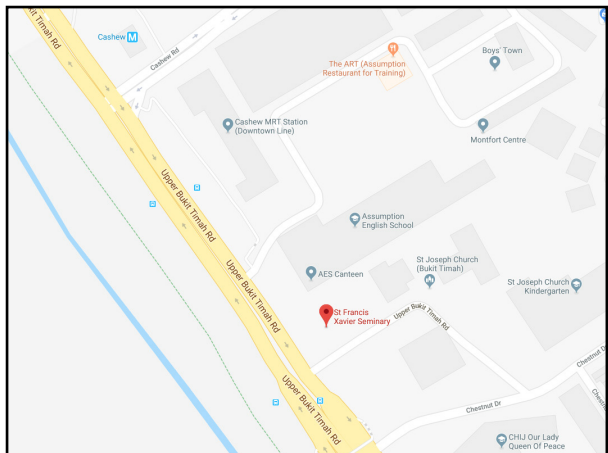 Upper Bukit Timah Rd
Cashew M
Cashew Rd
The ART (Assumption
Restaurant for Training)
Boys' Town
Cashew MRT Station
(Downtown Line)
Montfort Centre
Upper Bukit Timah Rd
Assumption
English School
Upper Bukit Timah Rd
AES Canteen
St Joseph Church
(Bukit Timah)
St Joseph Church
Kindergarten
St Francis
Xavier Seminary
Upper Bukit Timah Rd
Upper Bukit Timah Rd
Chestnut Dr
Chestnut Dr
CHIJ Our Lady
Queen Of Peace